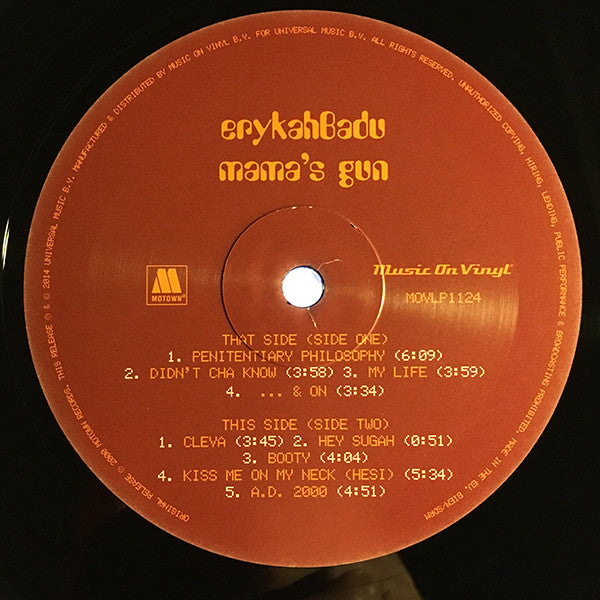 MANUFACTURED & DISTRIBUTED BY MUSIC ON VINYL B.V. FOR UNIVERSAL MUSIC B.V. ALL RIGHTS RESERVED. UNAUTHORIZED COPYING, HIRING, LENDING, PUBLIC PERFORMANCE & BROADCASTING PROHIBITED. MADE IN THE EU. BIEM/SDRM
erykahBadu
mama's gun
MOTOWN®
Music On Vinyl
MOVLP1124
THAT SIDE (SIDE ONE)
1. PENITENTIARY PHILOSOPHY (6:09)
2. DIDN'T CHA KNOW (3:58) 3. MY LIFE (3:59)
4. ... & ON (3:34)
THIS SIDE (SIDE TWO)
1. CLEVA (3:45) 2. HEY SUGAH (0:51)
3. BOOTY (4:04)
4. KISS ME ON MY NECK (HESI) (5:34)
5. A.D. 2000 (4:51)
ORIGINAL RELEASE ℗ 2000 MOTOWN RECORDS. THIS RELEASE ℗ & © 2014 UNIVERSAL MUSIC B.V.